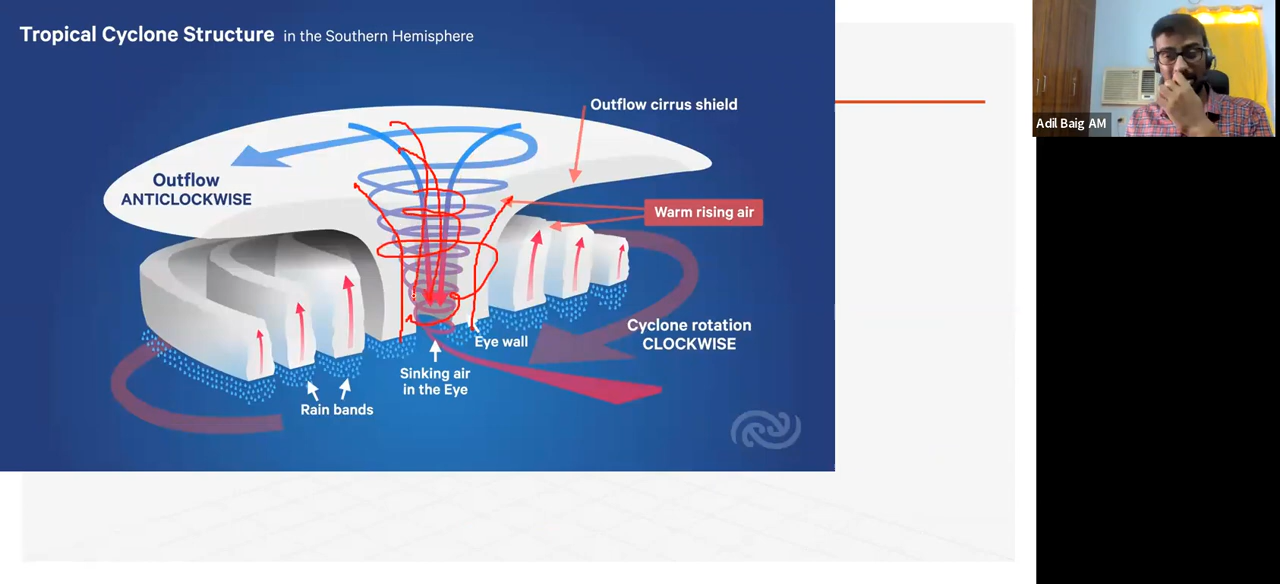 Tropical Cyclone Structure in the Southern Hemisphere
Outflow cirrus shield
Adil Baig AM
Outflow
ANTICLOCKWISE
Warm rising air
Cyclone rotation
CLOCKWISE
Eye wall
Sinking air
in the Eye
Rain bands